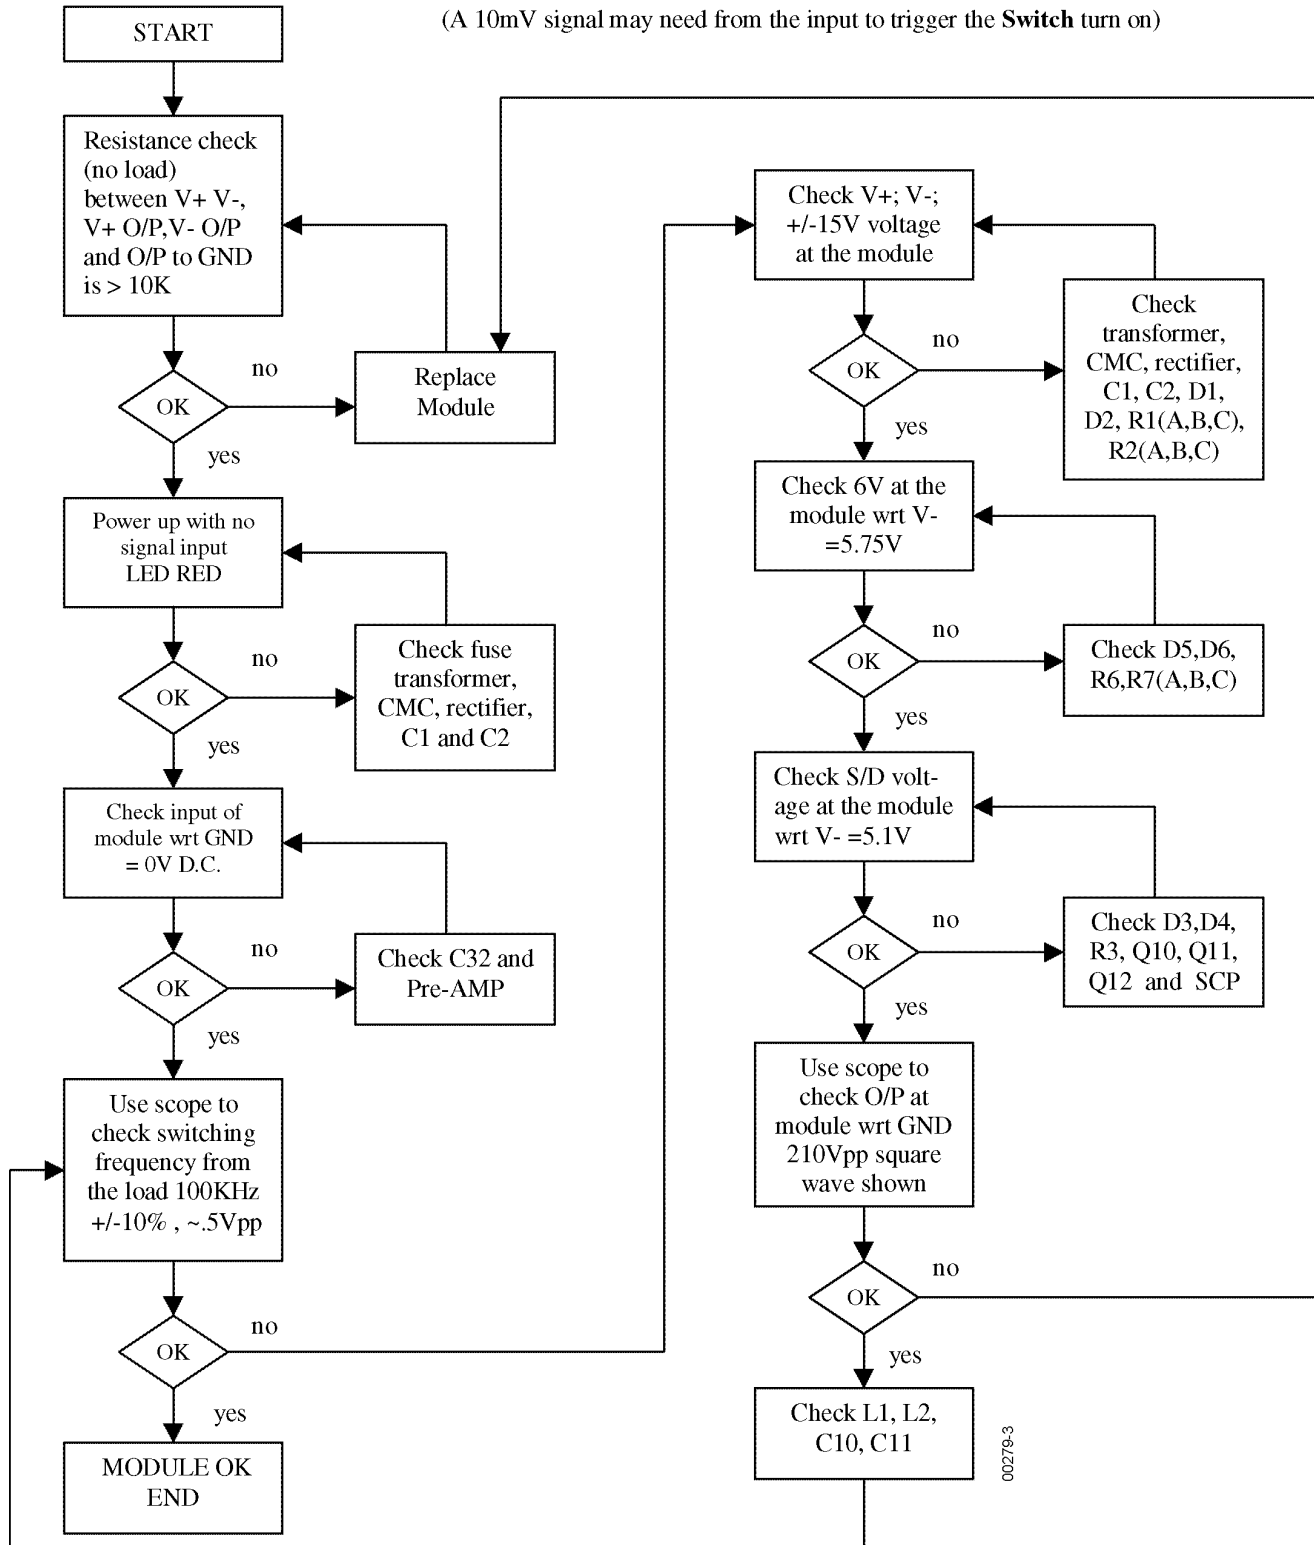 (A 10mV signal may need from the input to trigger the Switch turn on)
START
Resistance check
(no load)
between V+ V-,
V+ O/P,V- O/P
and O/P to GND
is > 10K
OK
no
Replace
Module
yes
Power up with no
signal input
LED RED
OK
no
Check fuse
transformer,
CMC, rectifier,
C1 and C2
yes
Check input of
module wrt GND
= 0V D.C.
OK
no
Check C32 and
Pre-AMP
yes
Use scope to
check switching
frequency from
the load 100KHz
+/-10% , ~.5Vpp
OK
no
yes
MODULE OK
END
Check V+; V-;
+/-15V voltage
at the module
OK
no
Check
transformer,
CMC, rectifier,
C1, C2, D1,
D2, R1(A,B,C),
R2(A,B,C)
yes
Check 6V at the
module wrt V-
=5.75V
OK
no
Check D5,D6,
R6,R7(A,B,C)
yes
Check S/D volt-
age at the module
wrt V- =5.1V
OK
no
Check D3,D4,
R3, Q10, Q11,
Q12 and SCP
yes
Use scope to
check O/P at
module wrt GND
210Vpp square
wave shown
OK
no
yes
Check L1, L2,
C10, C11
00279-3